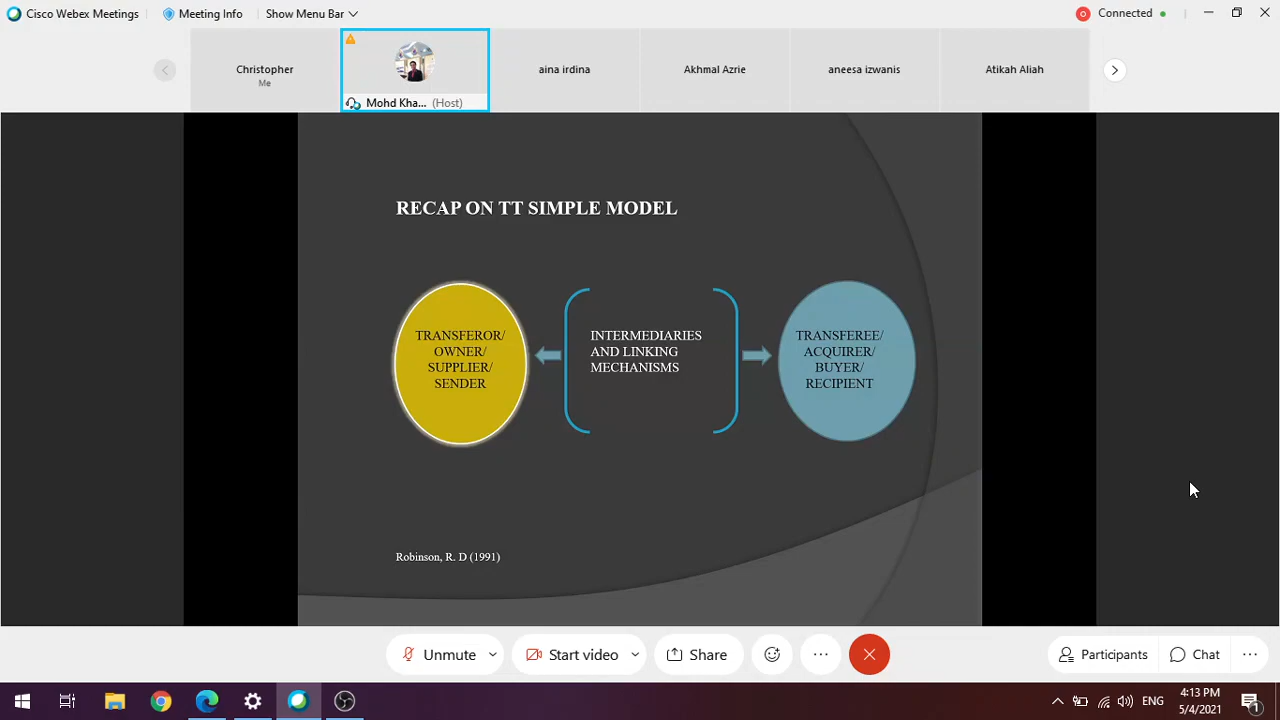 Cisco Webex Meetings
Meeting Info
Show Menu Bar
Connected
Christopher
Me
Mohd Kha... (Host)
aina irdina
Akhmal Azrie
aneesa izwanis
Atikah Aliah
RECAP ON TT SIMPLE MODEL
TRANSFEROR/
OWNER/
SUPPLIER/
SENDER
INTERMEDIARIES
AND LINKING
MECHANISMS
TRANSFEREE/
ACQUIRER/
BUYER/
RECIPIENT
Robinson, R. D (1991)
Unmute
Start video
Share
Participants
Chat
ENG
4:13 PM
5/4/2021
1